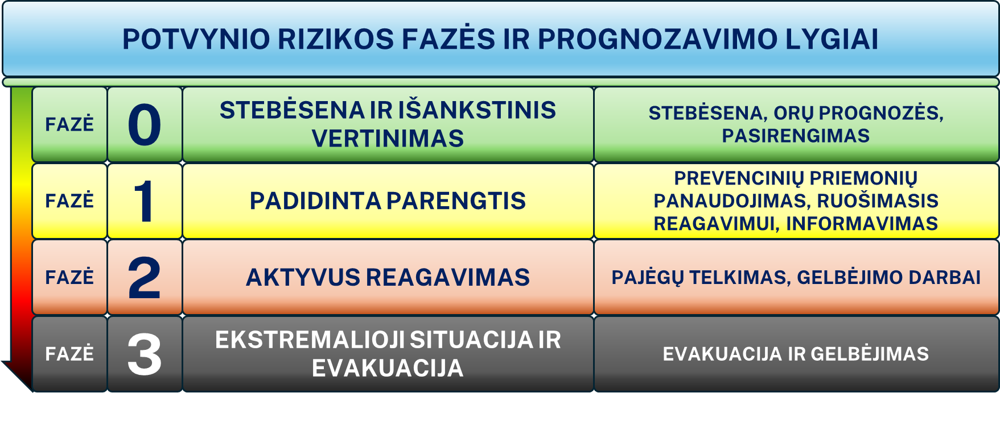 POTVYNIO RIZIKOS FAZĖS IR PROGNOZAVIMO LYGIAI
FAZĖ
0
STEBĖSENA IR IŠANKSTINIS
VERTINIMAS
STEBĖSENA, ORŲ PROGNOZĖS,
PASIRENGIMAS
FAZĖ
1
PADIDINTA PARENGTIS
PREVENCINIŲ PRIEMONIŲ
PANAUDOJIMAS, RUOŠIMASIS
REAGAVIMUI, INFORMAVIMAS
FAZĖ
2
AKTYVUS REAGAVIMAS
PAJĖGŲ TELKIMAS, GELBĖJIMO DARBAI
FAZĖ
3
EKSTREMALIOJI SITUACIJA IR
EVAKUACIJA
EVAKUACIJA IR GELBĖJIMAS